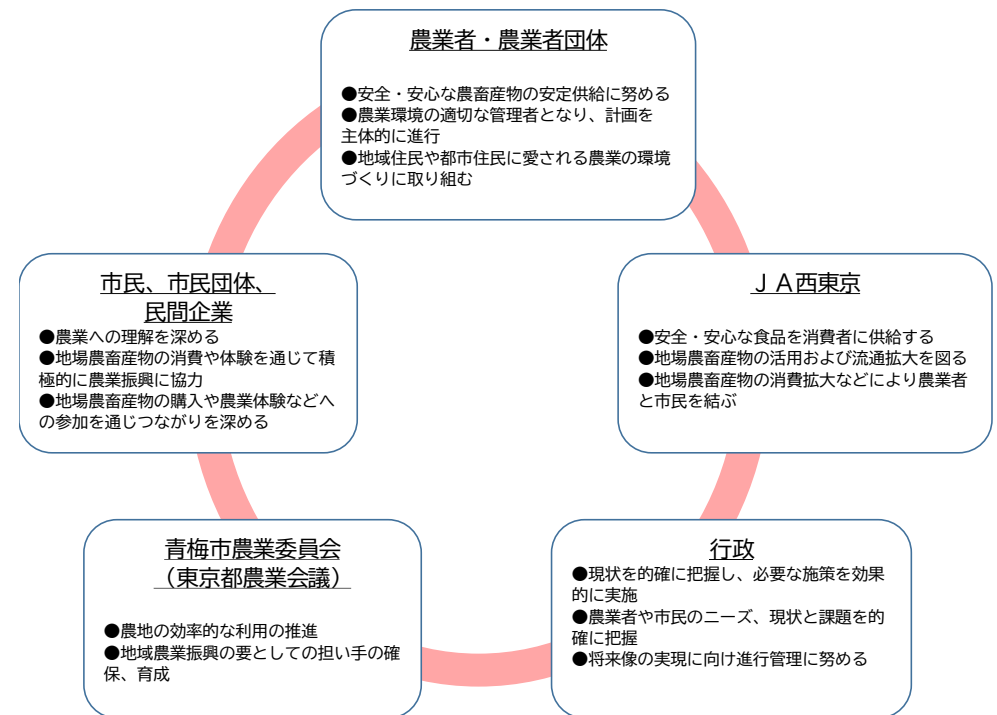 農業者・農業者団体
●安全・安心な農畜産物の安定供給に努める
●農業環境の適切な管理者となり、計画を
主体的に進行
●地域住民や都市住民に愛される農業の環境
づくりに取り組む
市民、市民団体、
民間企業
●農業への理解を深める
●地場農畜産物の消費や体験を通じて積
極的に農業振興に協力
●地場農畜産物の購入や農業体験などへ
の参加を通じつながりを深める
ＪＡ西東京
●安全・安心な食品を消費者に供給する
●地場農畜産物の活用および流通拡大を図る
●地場農畜産物の消費拡大などにより農業者
と市民を結ぶ
青梅市農業委員会
（東京都農業会議）
●農地の効率的な利用の推進
●地域農業振興の要としての担い手の確
保、育成
行政
●現状を的確に把握し、必要な施策を効果
的に実施
●農業者や市民のニーズ、現状と課題を的
確に把握
●将来像の実現に向け進行管理に努める